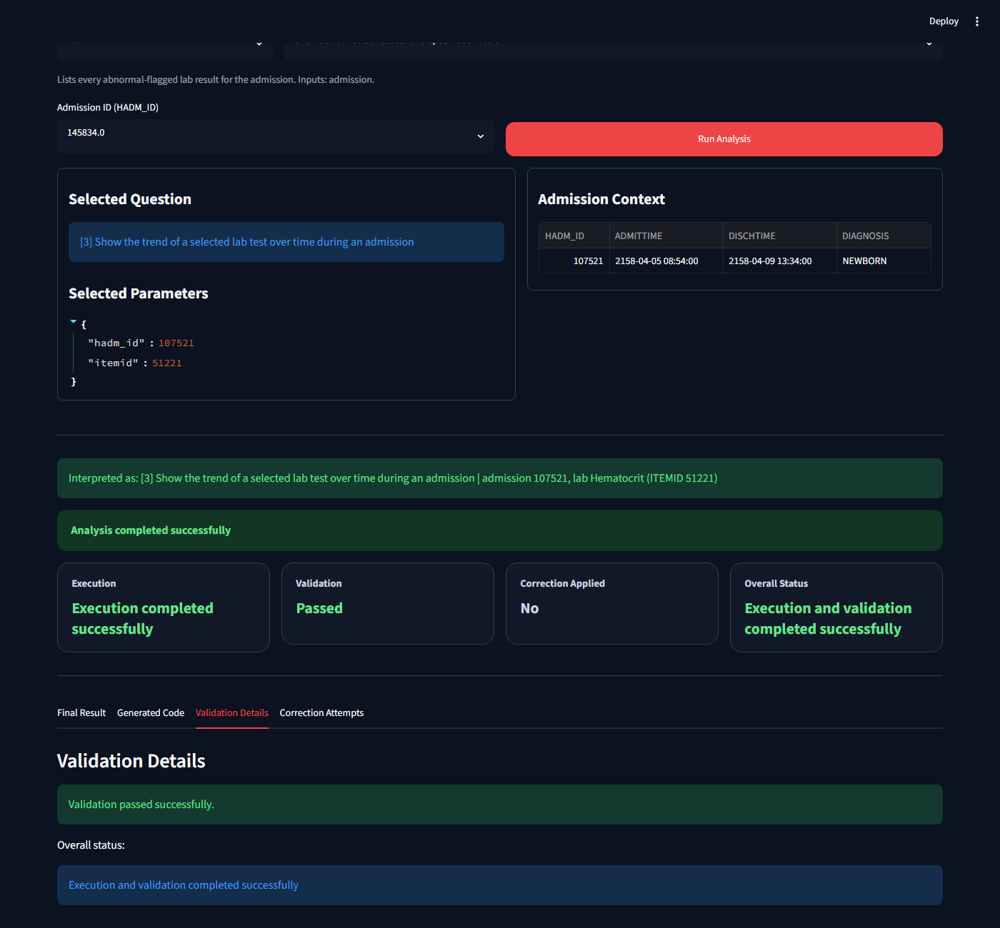 Deploy
Lists every abnormal-flagged lab result for the admission. Inputs: admission.
Admission ID (HADM_ID)
145834.0
Run Analysis
Selected Question
[3] Show the trend of a selected lab test over time during an admission
Selected Parameters
{
"hadm_id" : 107521
"itemid" : 51221
}
Admission Context
HADM_ID ADMITTIME DISCHTIME DIAGNOSIS
107521 2158-04-05 08:54:00 2158-04-09 13:34:00 NEWBORN
Interpreted as: [3] Show the trend of a selected lab test over time during an admission | admission 107521, lab Hematocrit (ITEMID 51221)
Analysis completed successfully
Execution
Execution completed
successfully
Validation
Passed
Correction Applied
No
Overall Status
Execution and validation
completed successfully
Final Result Generated Code Validation Details Correction Attempts
Validation Details
Validation passed successfully.
Overall status:
Execution and validation completed successfully